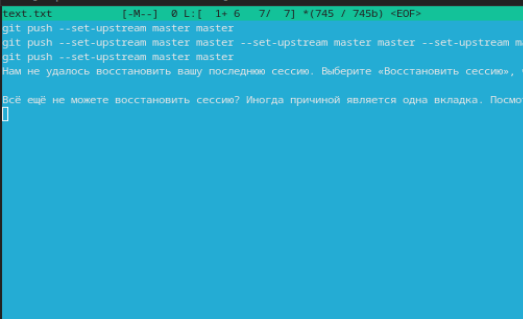 text.txt [-M--] 0 L:[ 1+ 6 7/ 7] *(745 / 745b) <EOF>
git push --set-upstream master master
git push --set-upstream master master --set-upstream master master --set-upstream m
git push --set-upstream master master
Нам не удалось восстановить вашу последнюю сессию. Выберите «Восстановить сессию»,
Всё ещё не можете восстановить сессию? Иногда причиной является одна вкладка. Посмо